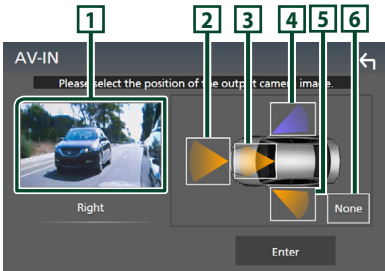 1 2 3 4 5 6
AV-IN
Please select the position of the output camera image.
Right
None
Enter